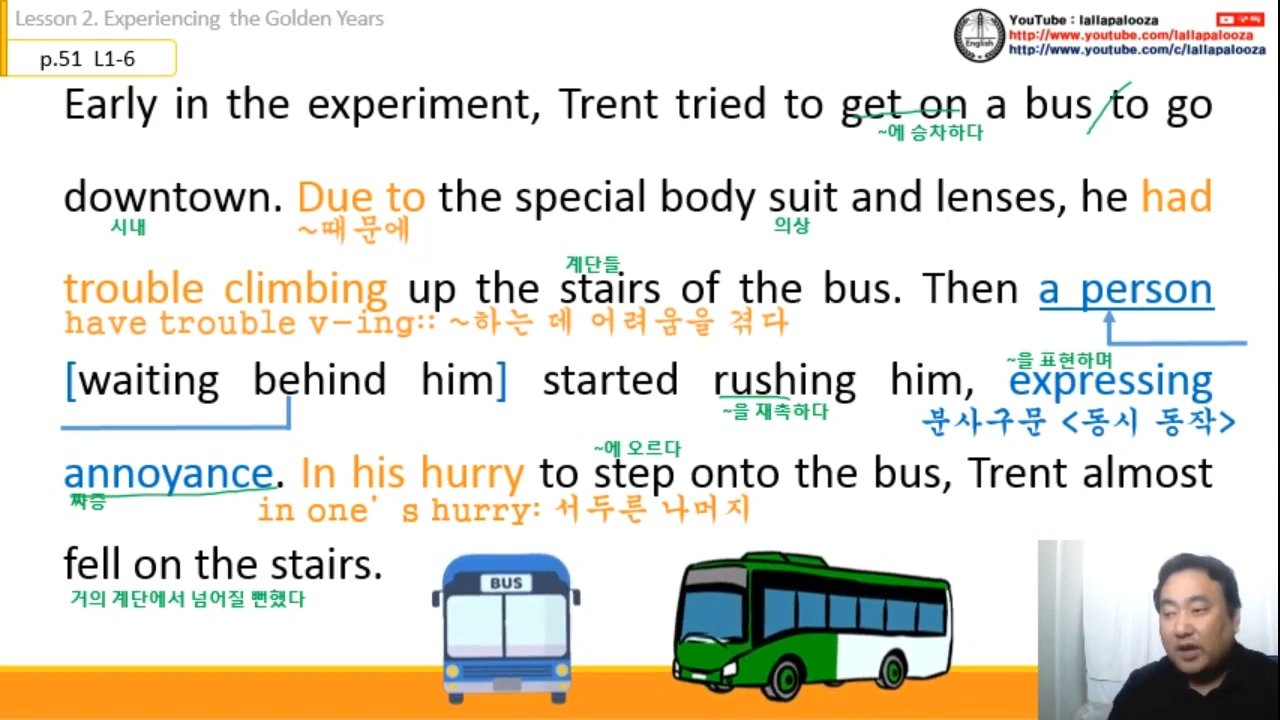 Lesson 2. Experiencing the Golden Years
YouTube : lallapalooza
구독
http://www.youtube.com/lallapalooza
http://www.youtube.com/c/lallapalooza
English
p.51 L1-6
Early in the experiment, Trent tried to get on a bus to go
~에 승차하다
downtown. Due to the special body suit and lenses, he had
시내
~때문에
의상
계단들
trouble climbing up the stairs of the bus. Then a person
have trouble v-ing:: ~하는 데 어려움을 겪다
~을 표현하며
[waiting behind him] started rushing him, expressing
~을 재촉하다
분사구문 <동시 동작>
~에 오르다
annoyance. In his hurry to step onto the bus, Trent almost
짜증
in one's hurry: 서두른 나머지
fell on the stairs.
거의 계단에서 넘어질 뻔했다
BUS